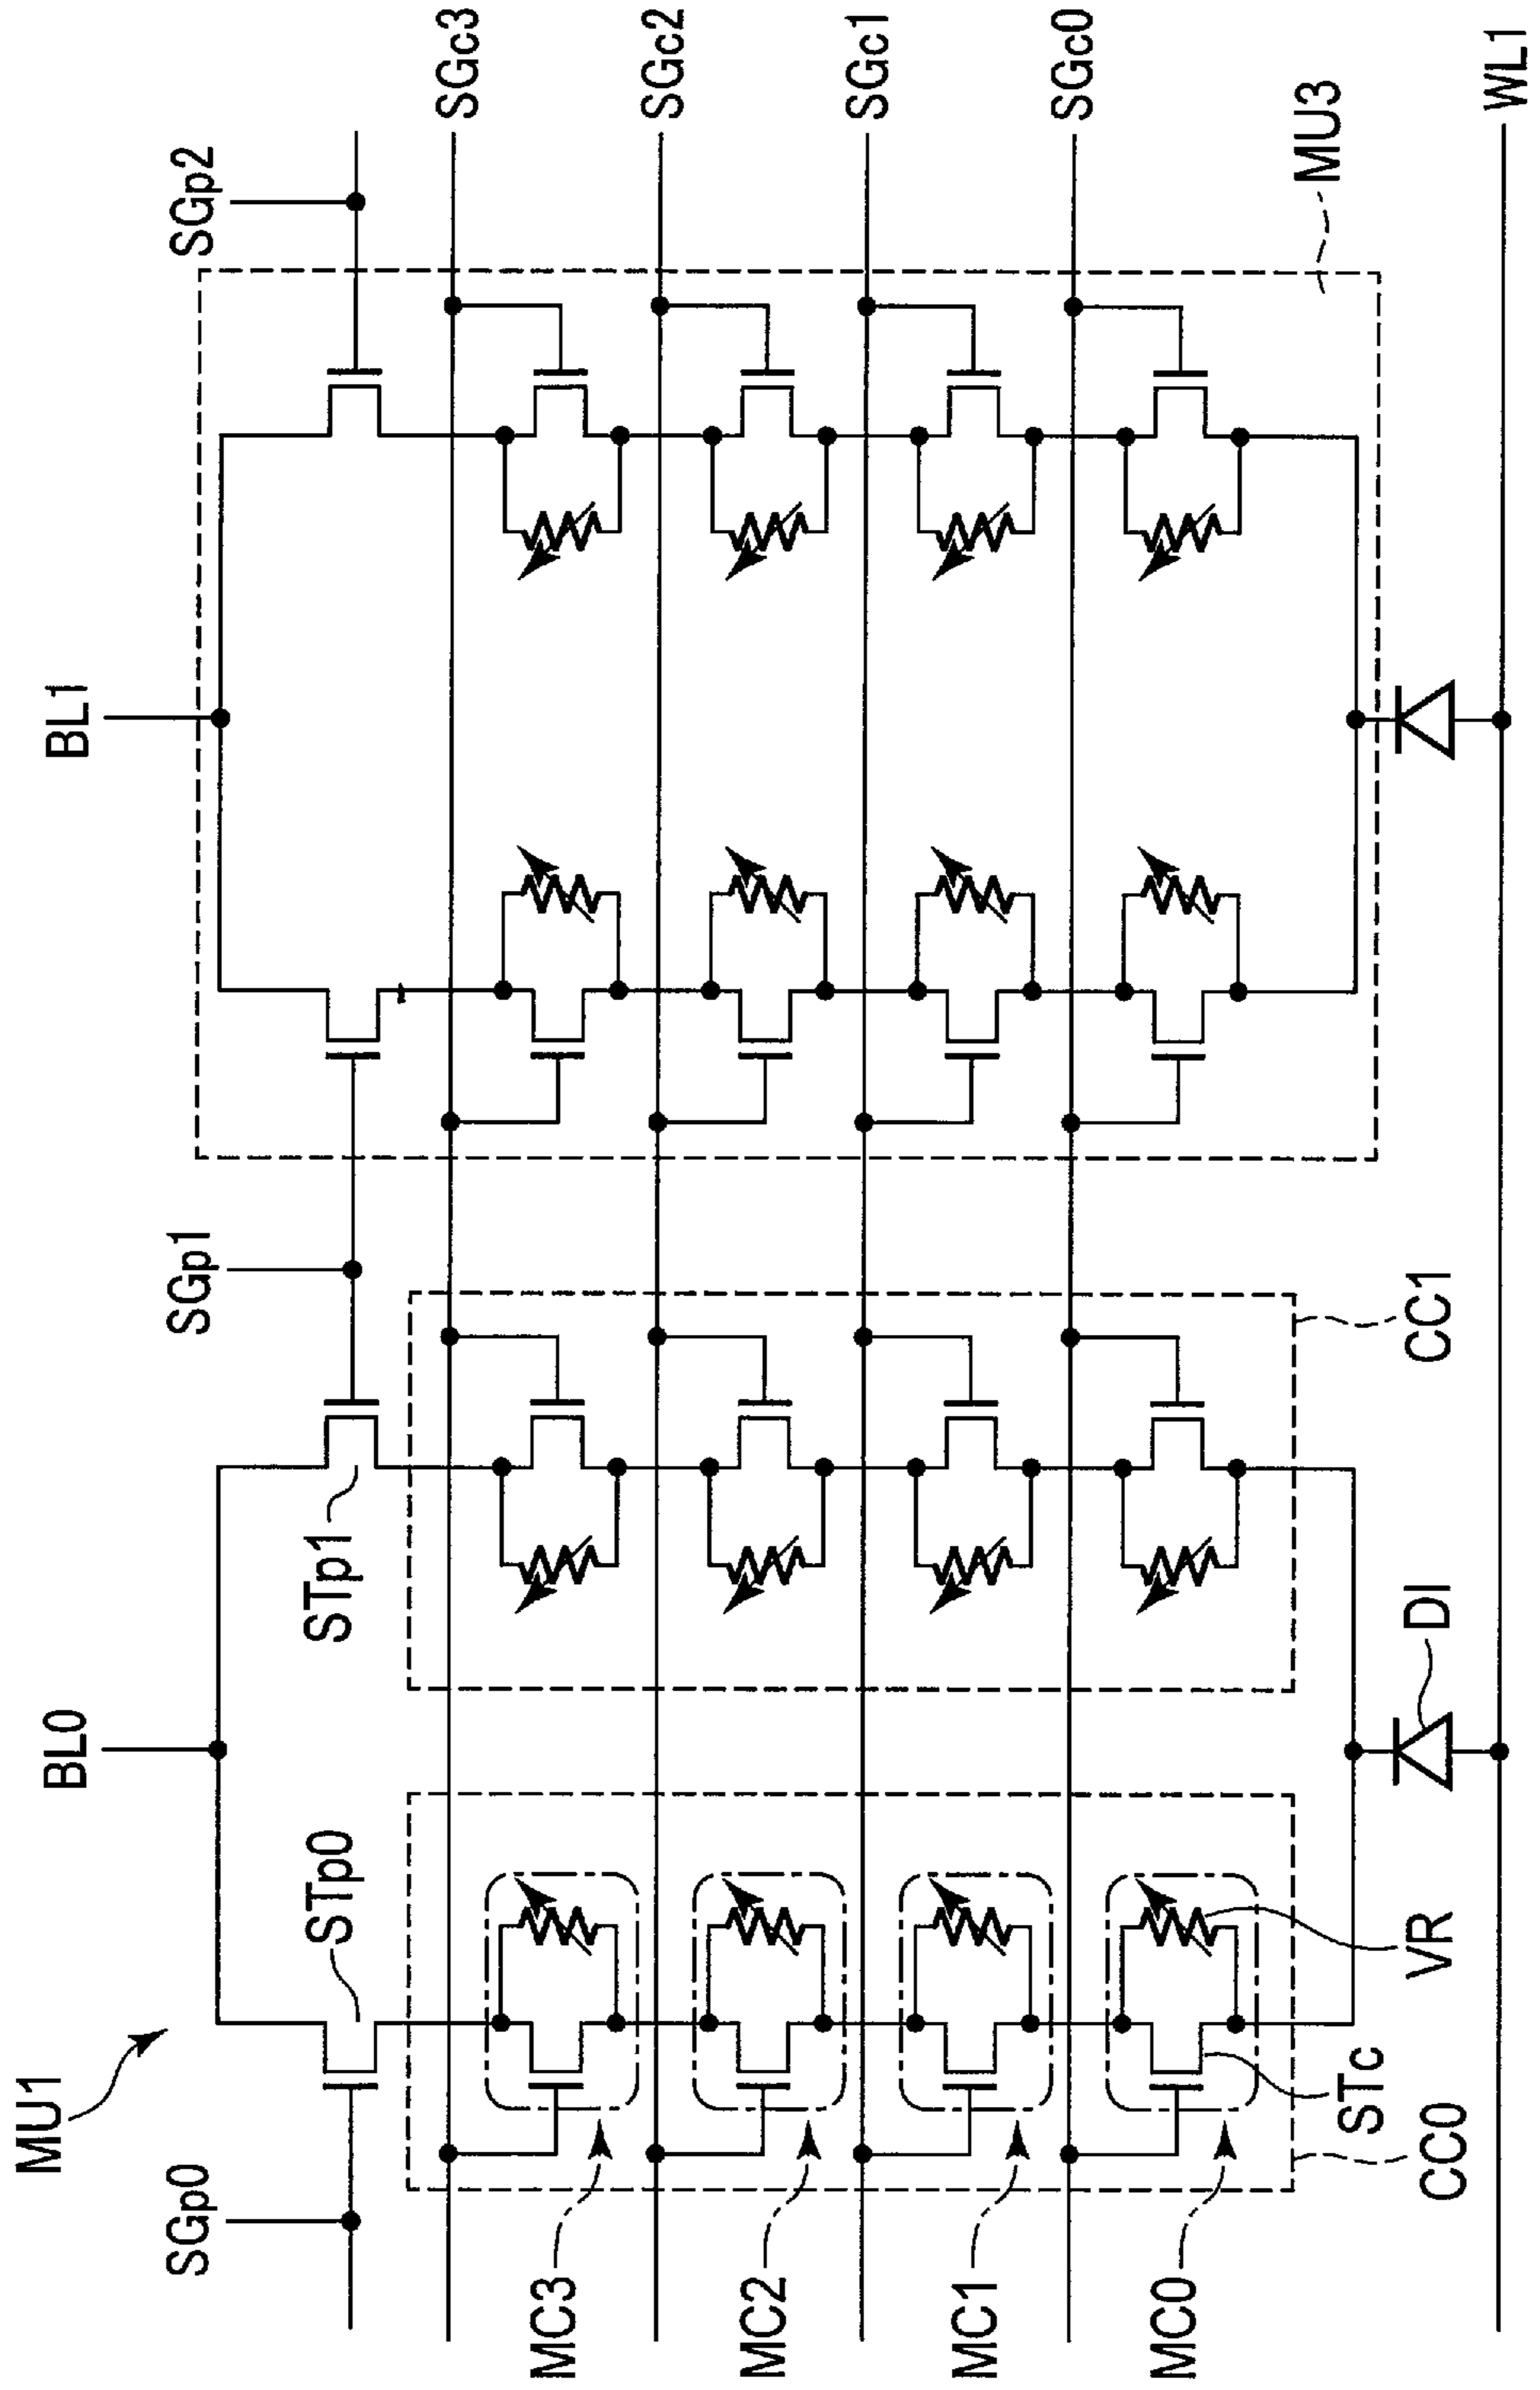 MU1
BL0
BL1
SGp0
STp0
STp1
SGp1
SGp2
SGc3
SGc2
SGc1
SGc0
MC3
MC2
MC1
MC0
MU3
CC0
STc
VR
DI
CC1
WL1